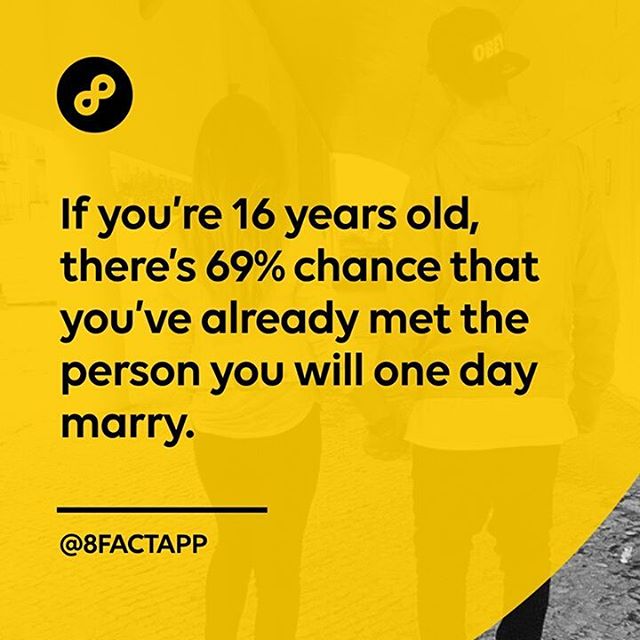 OBEY
If you're 16 years old,
there's 69% chance that
you've already met the
person you will one day
marry.
@8FACTAPP